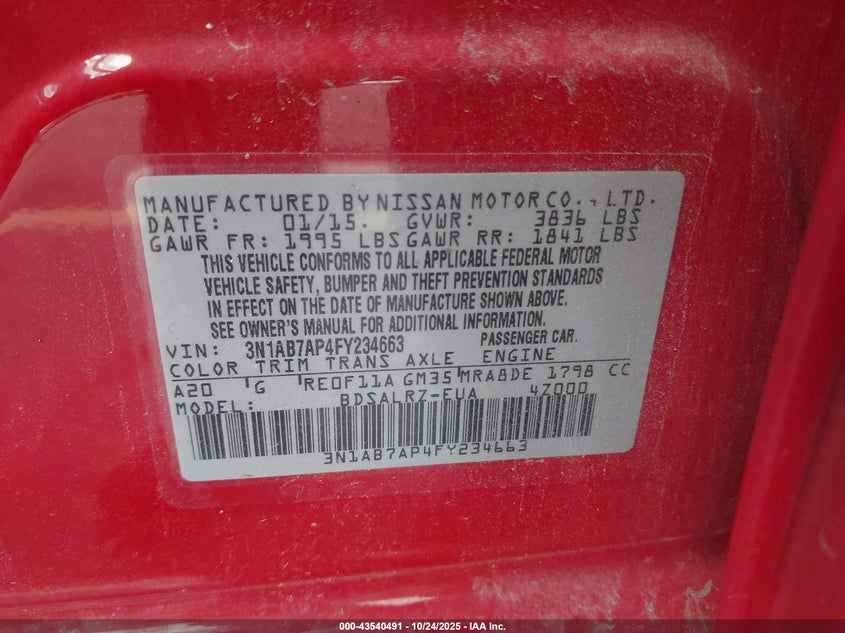 MANUFACTURED BY NISSAN MOTOR CO., LTD.
DATE: 01/15. GVWR: 3836 LBS
GAWR FR: 1995 LBS GAWR RR: 1841 LBS
THIS VEHICLE CONFORMS TO ALL APPLICABLE FEDERAL MOTOR
VEHICLE SAFETY, BUMPER AND THEFT PREVENTION STANDARDS
IN EFFECT ON THE DATE OF MANUFACTURE SHOWN ABOVE.
SEE OWNER'S MANUAL FOR ADDITIONAL INFORMATION.
VIN: 3N1AB7AP4FY234663 PASSENGER CAR.
COLOR TRIM TRANS AXLE ENGINE
A20 G RE0F11A GM35 MRA8DE 1798 CC
MODEL: BDSALRZ-EUA 4Z000
3N1AB7AP4FY234663
000-43540491 - 10/24/2025 - IAA Inc.